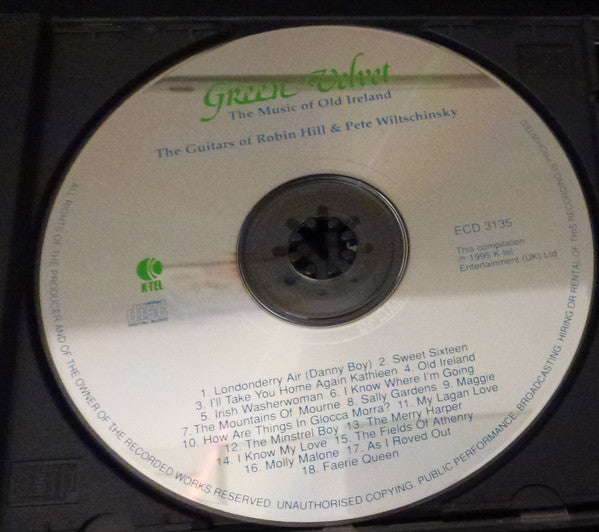 Green Velvet
The Music of Old Ireland
The Guitars of Robin Hill & Pete Wiltschinsky
ECD 3135
This compilation
℗ 1995 K-tel
Entertainment (UK) Ltd
K
K-TEL
COMPACT
disc
DIGITAL AUDIO
1. Londonderry Air (Danny Boy) 2. Sweet Sixteen
3. I'll Take You Home Again Kathleen 4. Old Ireland
5. Irish Washerwoman 6. I Know Where I'm Going
7. The Mountains Of Mourne 8. Sally Gardens 9. Maggie
10. How Are Things In Glocca Morra? 11. My Lagan Love
12. The Minstrel Boy 13. The Merry Harper
14. I Know My Love 15. The Fields Of Athenry
16. Molly Malone 17. As I Roved Out
18. Faerie Queen
ALL RIGHTS OF THE PRODUCER AND OF THE OWNER OF THE RECORDED WORKS RESERVED. UNAUTHORISED COPYING, PUBLIC PERFORMANCE, BROADCASTING, HIRING OR RENTAL OF THIS RECORDING IS PROHIBITED.